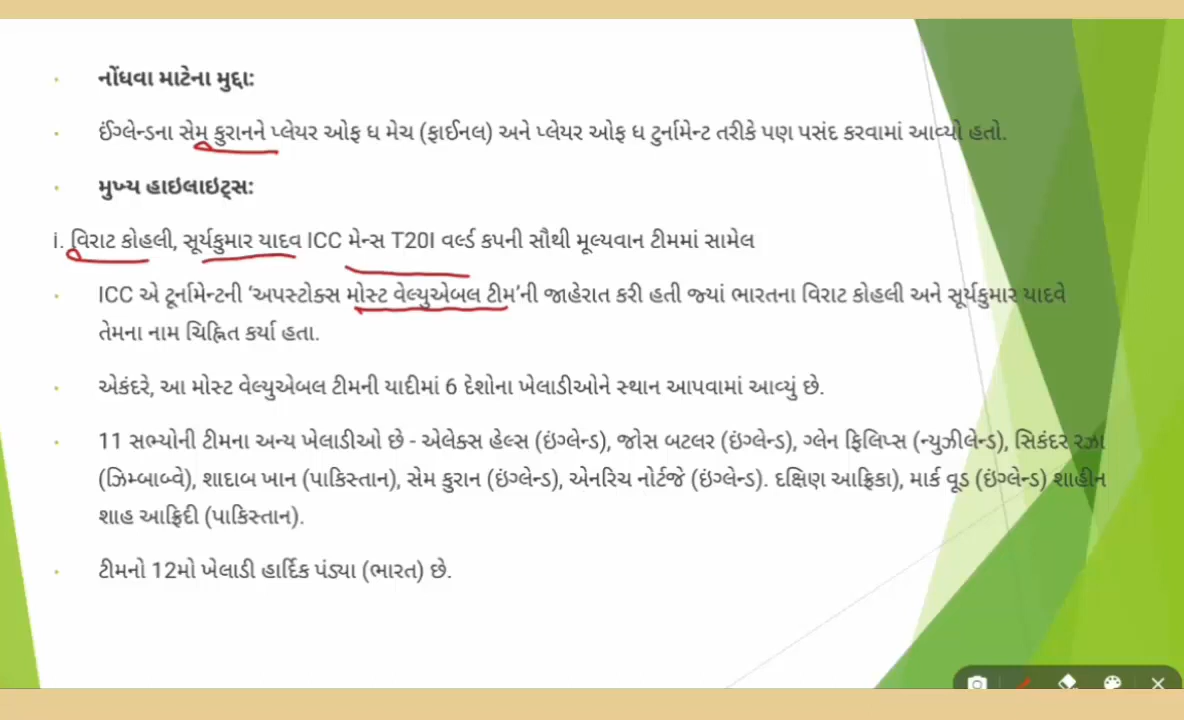 નોંધવા માટેના મુદ્દા:
ઈંગ્લેન્ડના સેમ કુરાનને પ્લેયર ઓફ ધ મેચ (ફાઈનલ) અને પ્લેયર ઓફ ધ ટુર્નામેન્ટ તરીકે પણ પસંદ કરવામાં આવ્યો હતો.
મુખ્ય હાઇલાઇટ્સ:
i. વિરાટ કોહલી, સૂર્યકુમાર યાદવ ICC મેન્સ T20I વર્લ્ડ કપની સૌથી મૂલ્યવાન ટીમમાં સામેલ
ICC એ ટૂર્નામેન્ટની ‘અપસ્ટોક્સ મોસ્ટ વેલ્યુએબલ ટીમ’ની જાહેરાત કરી હતી જ્યાં ભારતના વિરાટ કોહલી અને સૂર્યકુમાર યાદવે
તેમના નામ ચિહ્નિત કર્યા હતા.
એકંદરે, આ મોસ્ટ વેલ્યુએબલ ટીમની યાદીમાં 6 દેશોના ખેલાડીઓને સ્થાન આપવામાં આવ્યું છે.
11 સભ્યોની ટીમના અન્ય ખેલાડીઓ છે - એલેક્સ હેલ્સ (ઇંગ્લેન્ડ), જોસ બટલર (ઇંગ્લેન્ડ), ગ્લેન ફિલિપ્સ (ન્યુઝીલેન્ડ), સિકંદર રઝા
(ઝિમ્બાબ્વે), શાદાબ ખાન (પાકિસ્તાન), સેમ કુરાન (ઇંગ્લેન્ડ), એનરિચ નોર્ટજે (ઇંગ્લેન્ડ). દક્ષિણ આફ્રિકા), માર્ક વૂડ (ઇંગ્લેન્ડ) શાહીન
શાહ આફ્રિદી (પાકિસ્તાન).
ટીમનો 12મો ખેલાડી હાર્દિક પંડ્યા (ભારત) છે.